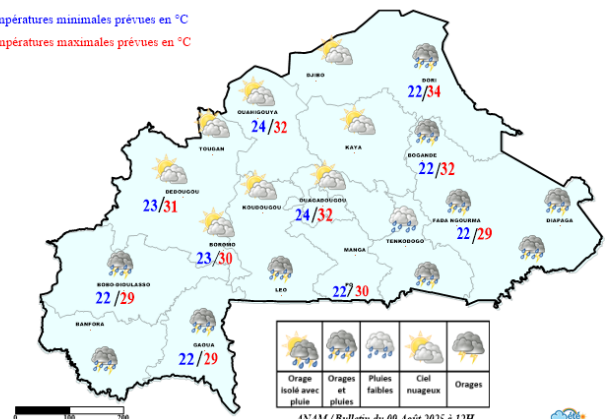 mpératures minimales prévues en °C
mpératures maximales prévues en °C
DJIBO
DORI
22/34
OUAHIGOUYA
24/32
TOUGAN
KAYA
BOGANDE
22/32
DEDOUGOU
23/31
KOUDOUGOU
OUAGADOUGOU
24/32
FADA NGOURMA
22/29
DIAPAGA
BOROMO
23/30
MANGA
TENKODOGO
BOBO-DIOULASSO
22/29
LEO
22/30
BANFORA
GAOUA
22/29
Orage isolé avec pluie
Orages et pluies
Pluies faibles
Ciel nuageux
Orages
ANAM / Bulletin du 09 Août 2025 à 12H